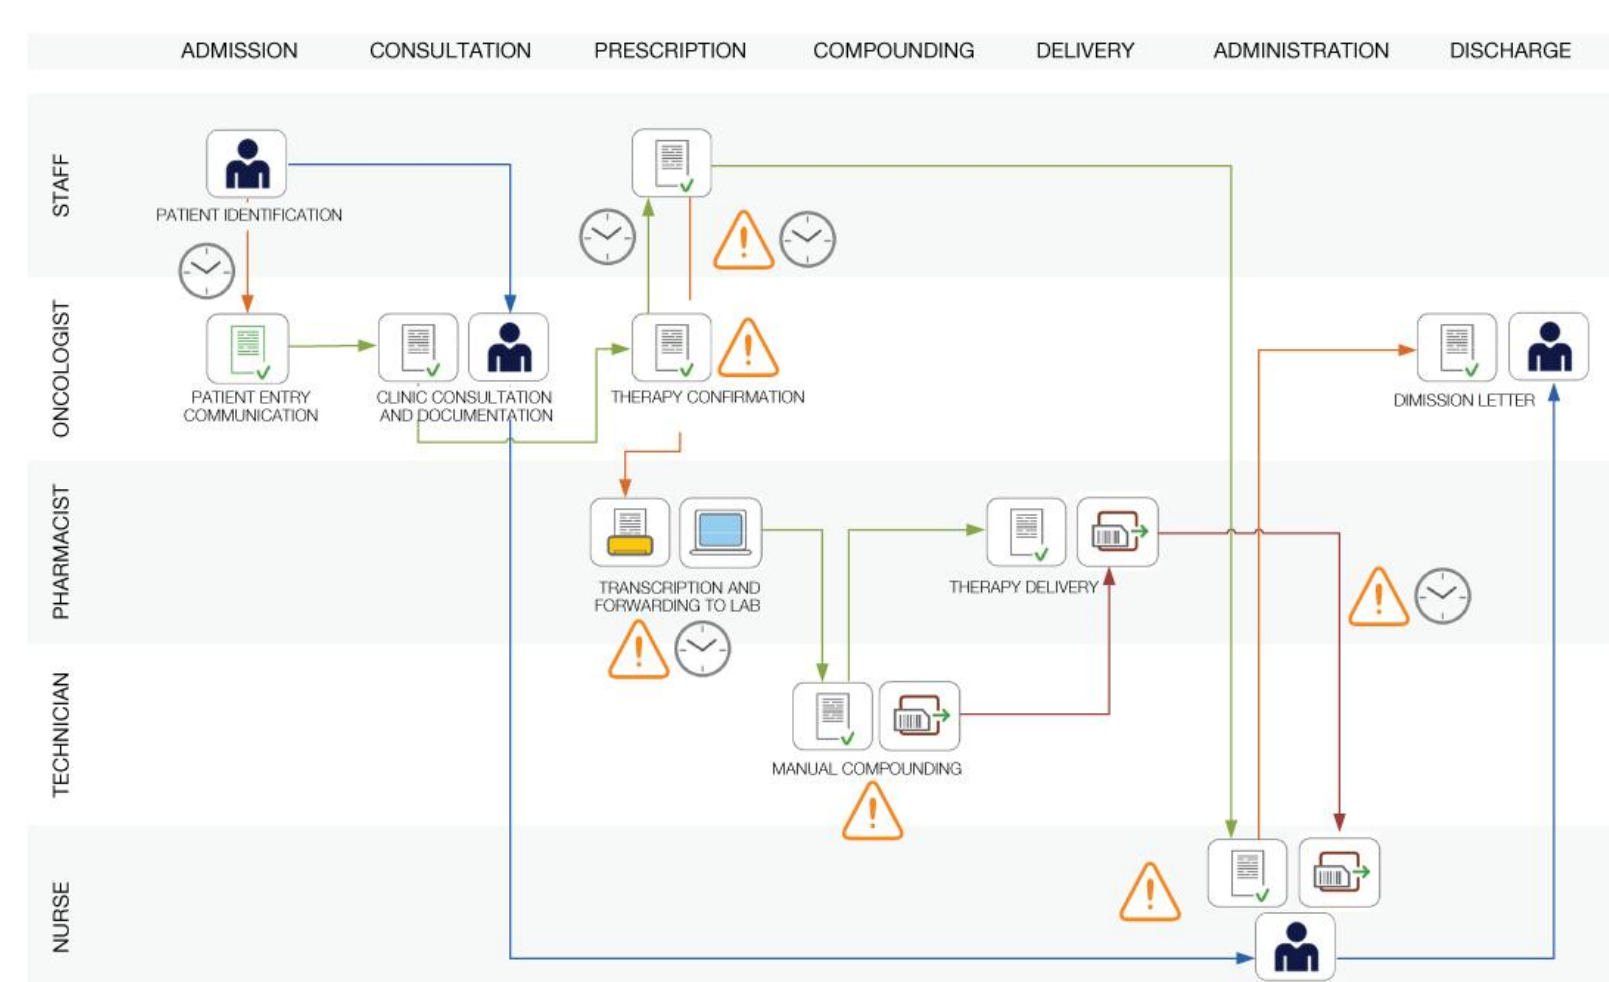 ADMISSION
CONSULTATION
PRESCRIPTION
COMPOUNDING
DELIVERY
ADMINISTRATION
DISCHARGE
STAFF
PATIENT IDENTIFICATION
ONCOLOGIST
PATIENT ENTRY
COMMUNICATION
CLINIC CONSULTATION
AND DOCUMENTATION
THERAPY CONFIRMATION
DIMISSION LETTER
PHARMACIST
TRANSCRIPTION AND
FORWARDING TO LAB
THERAPY DELIVERY
TECHNICIAN
MANUAL COMPOUNDING
NURSE